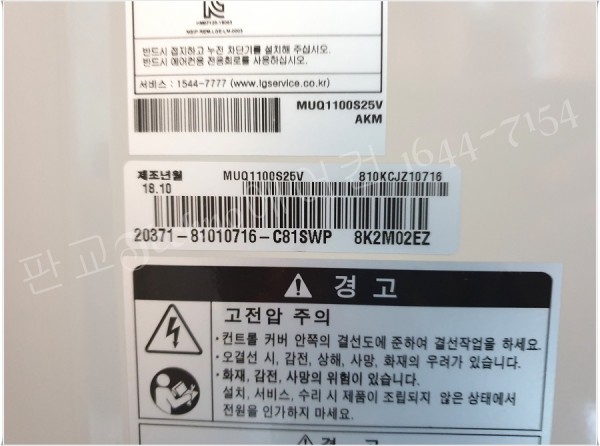 반드시 접지하고 누전 차단기를 설치해 주십시오.
반드시 에어컨용 전용회로를 사용하십시오.
서비스 : 1544-7777 (www.lgservice.co.kr)
MUQ1100S25V
AKM
제조년월 MUQ1100S25V 810KCJZ10716
18.10
20371-81010716-C81SWP 8K2M02EZ
경 고
고전압 주의
·컨트롤 커버 안쪽의 결선도에 준하여 결선작업을 하세요.
·오결선 시, 감전, 상해, 사망, 화재의 우려가 있습니다.
·화재, 감전, 사망의 위험이 있습니다.
설치, 서비스, 수리 시 제품이 조립되지 않은 상태에서
전원을 인가하지 마세요.
판교 에이컨 1644-7154